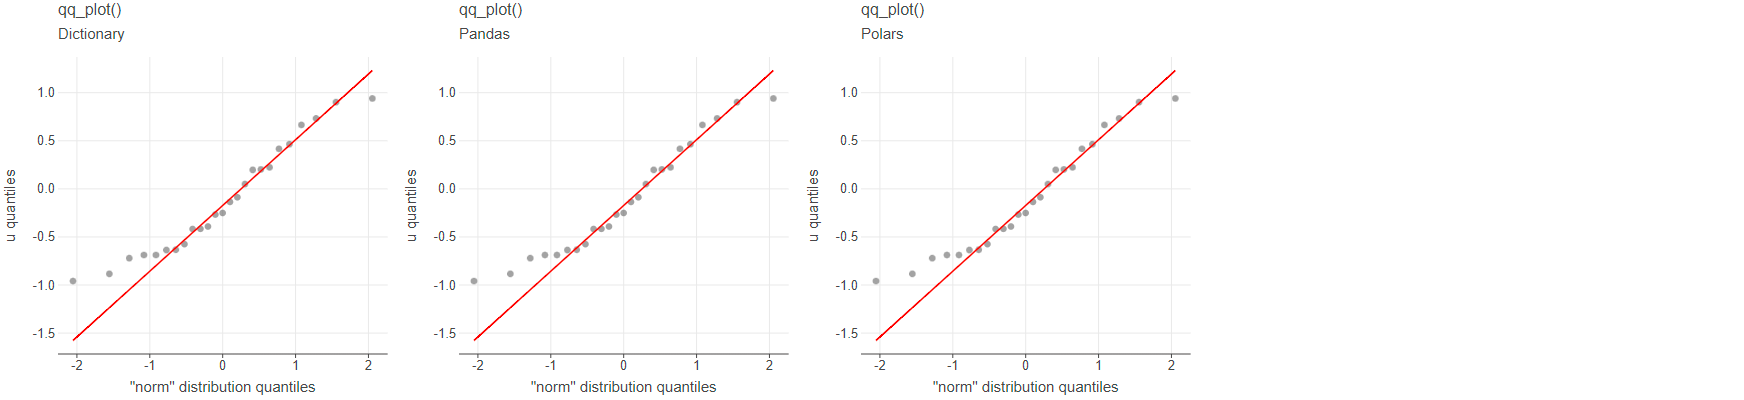 qq_plot()
Dictionary
1.0
0.5
0.0
-0.5
-1.0
-1.5
u quantiles
-2 -1 0 1 2
"norm" distribution quantiles
qq_plot()
Pandas
1.0
0.5
0.0
-0.5
-1.0
-1.5
u quantiles
-2 -1 0 1 2
"norm" distribution quantiles
qq_plot()
Polars
1.0
0.5
0.0
-0.5
-1.0
-1.5
u quantiles
-2 -1 0 1 2
"norm" distribution quantiles